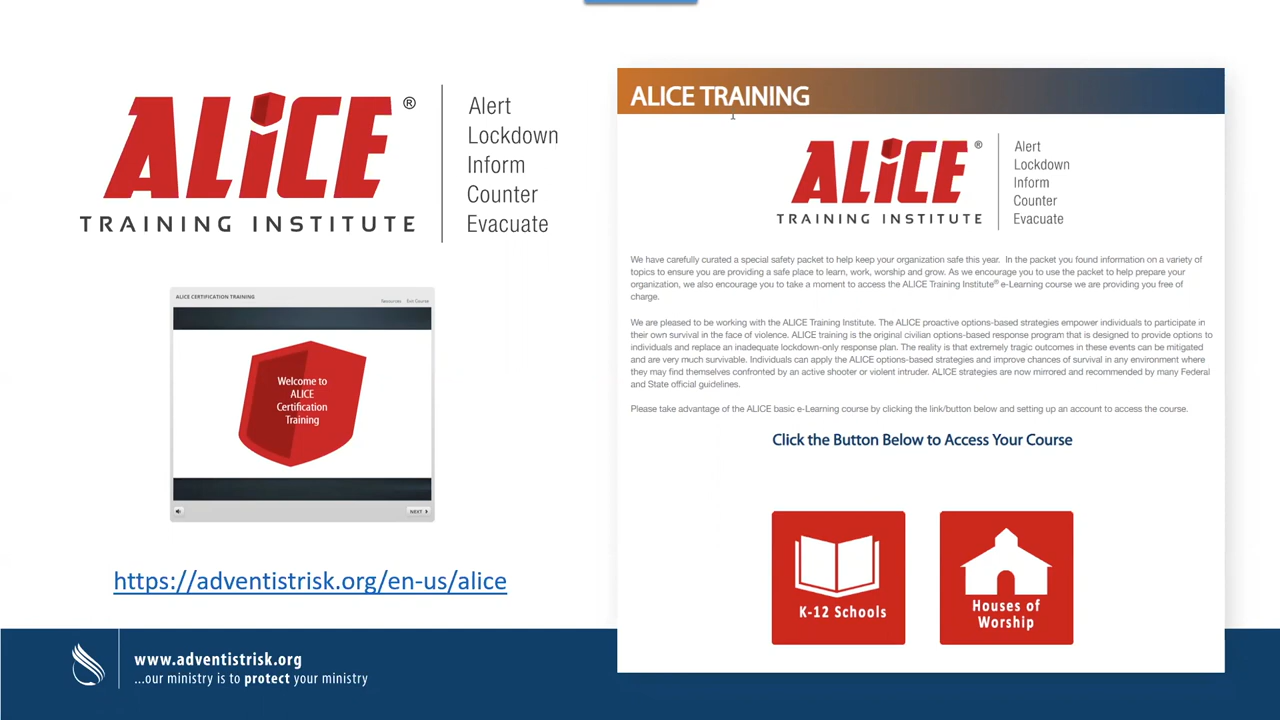 ALiCE®
TRAINING INSTITUTE
Alert
Lockdown
Inform
Counter
Evacuate
ALICE CERTIFICATION TRAINING
Resources Exit Course
Welcome to
ALICE
Certification
Training
NEXT >
https://adventistrisk.org/en-us/alice
ALICE TRAINING
ALiCE®
TRAINING INSTITUTE
Alert
Lockdown
Inform
Counter
Evacuate
We have carefully curated a special safety packet to help keep your organization safe this year. In the packet you found information on a variety of
topics to ensure you are providing a safe place to learn, work, worship and grow. As we encourage you to use the packet to help prepare your
organization, we also encourage you to take a moment to access the ALICE Training Institute® e-Learning course we are providing you free of
charge.
We are pleased to be working with the ALICE Training Institute. The ALICE proactive options-based strategies empower individuals to participate in
their own survival in the face of violence. ALICE training is the original civilian options-based response program that is designed to provide options to
individuals and replace an inadequate lockdown-only response plan. The reality is that extremely tragic outcomes in these events can be mitigated
and are very much survivable. Individuals can apply the ALICE options-based strategies and improve chances of survival in any environment where
they may find themselves confronted by an active shooter or violent intruder. ALICE strategies are now mirrored and recommended by many Federal
and State official guidelines.
Please take advantage of the ALICE basic e-Learning course by clicking the link/button below and setting up an account to access the course.
Click the Button Below to Access Your Course
K-12 Schools
Houses of
Worship
www.adventistrisk.org
...our ministry is to protect your ministry